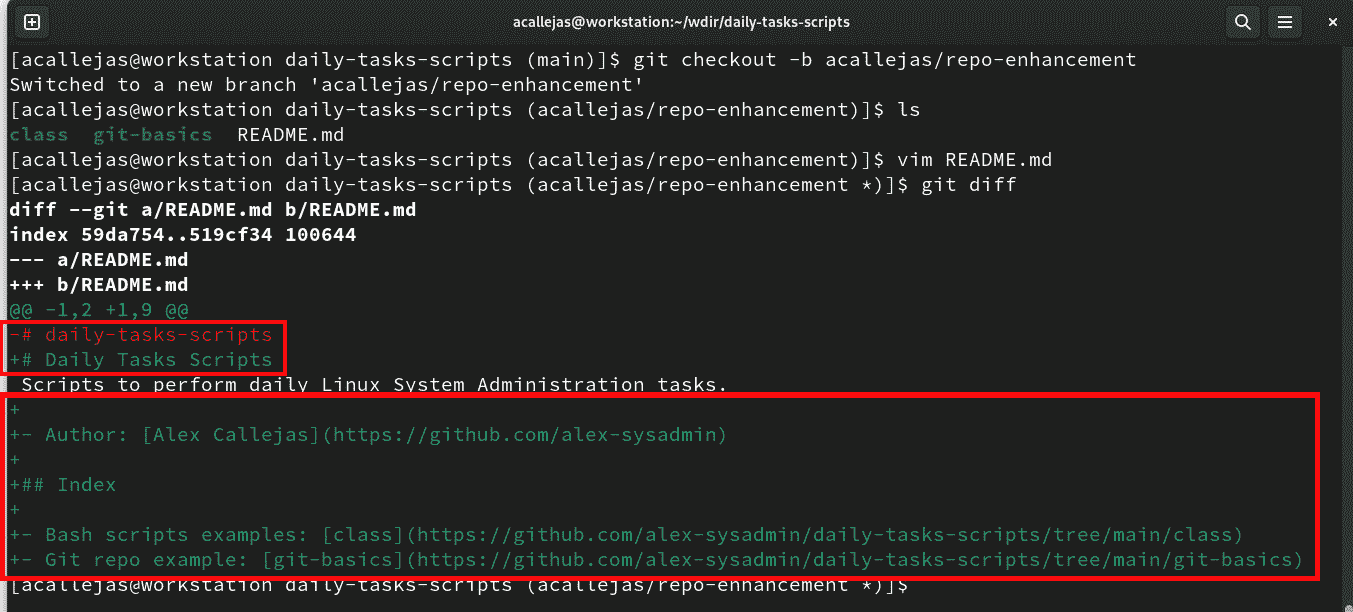 acallejas@workstation:~/wdir/daily-tasks-scripts
[acallejas@workstation daily-tasks-scripts (main)]$ git checkout -b acallejas/repo-enhancement
Switched to a new branch 'acallejas/repo-enhancement'
[acallejas@workstation daily-tasks-scripts (acallejas/repo-enhancement)]$ ls
class  git-basics  README.md
[acallejas@workstation daily-tasks-scripts (acallejas/repo-enhancement)]$ vim README.md
[acallejas@workstation daily-tasks-scripts (acallejas/repo-enhancement *)]$ git diff
diff --git a/README.md b/README.md
index 59da754..519cf34 100644
--- a/README.md
+++ b/README.md
@@ -1,2 +1,9 @@
-# daily-tasks-scripts
+# Daily Tasks Scripts
 Scripts to perform daily Linux System Administration tasks.
+
+- Author: [Alex Callejas](https://github.com/alex-sysadmin)
+
+## Index
+
+- Bash scripts examples: [class](https://github.com/alex-sysadmin/daily-tasks-scripts/tree/main/class)
+- Git repo example: [git-basics](https://github.com/alex-sysadmin/daily-tasks-scripts/tree/main/git-basics)
[acallejas@workstation daily-tasks-scripts (acallejas/repo-enhancement *)]$